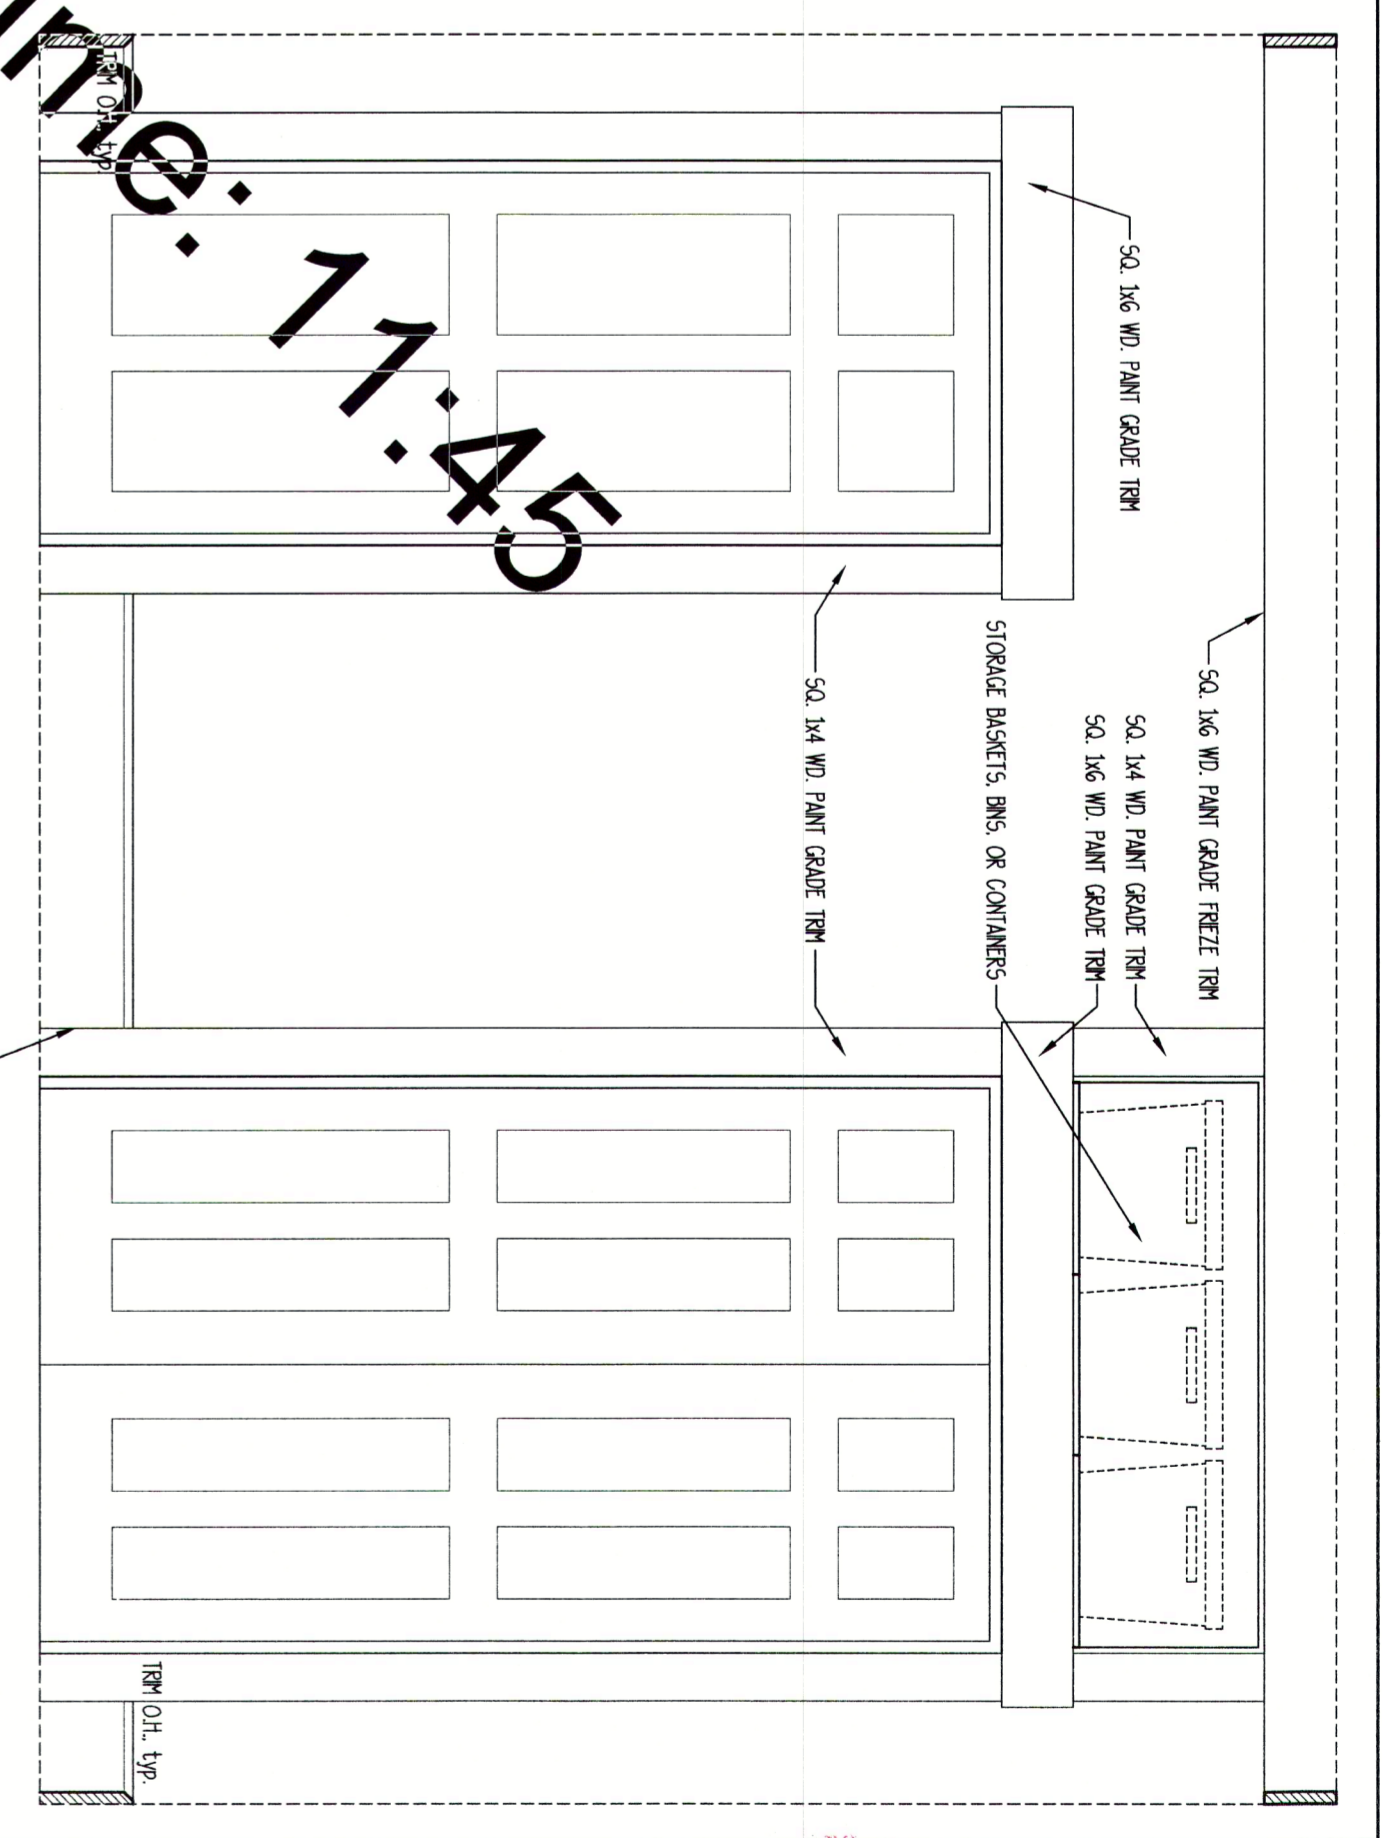 SQ. 1x6 WD. PAINT GRADE FRIEZE TRIM
SQ. 1x4 WD. PAINT GRADE TRIM
SQ. 1x6 WD. PAINT GRADE TRIM
SQ. 1x6 WD. PAINT GRADE TRIM
STORAGE BASKETS, BINS, OR CONTAINERS
SQ. 1x4 WD. PAINT GRADE TRIM
TRIM O.H., typ.
TRIM O.H., typ.
me: 11:45